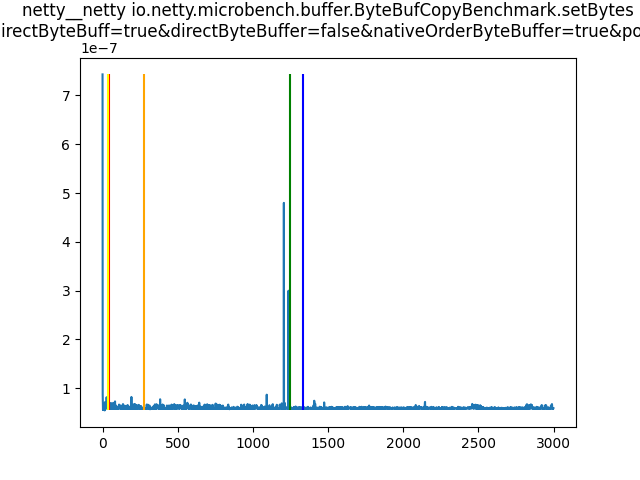 netty__netty io.netty.microbench.buffer.ByteBufCopyBenchmark.setBytes
irectByteBuff=true&directByteBuffer=false&nativeOrderByteBuffer=true&po
1e−7
7
6
5
4
3
2
1
0 500 1000 1500 2000 2500 3000